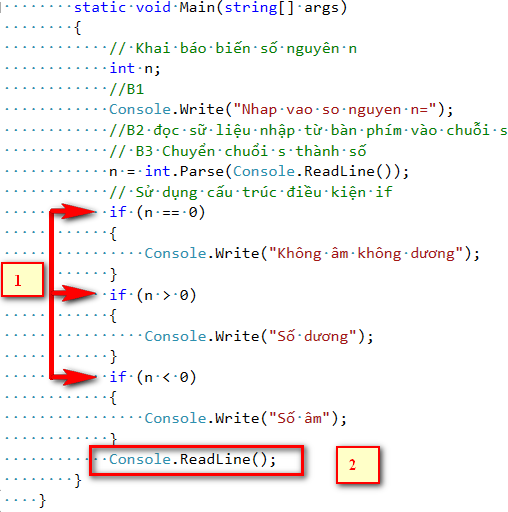 static void Main(string[] args)
{
// Khai báo biến số nguyên n
int n;
//B1
Console.Write("Nhap vao so nguyen n=");
//B2 đọc sữ liệu nhập từ bàn phím vào chuỗi s
// B3 Chuyển chuổi s thành số
n = int.Parse(Console.ReadLine());
// Sử dụng cấu trúc điều kiện if
if (n == 0)
{
Console.Write("Không âm không dương");
}
1
if (n > 0)
{
Console.Write("Số dương");
}
if (n < 0)
{
Console.Write("Số âm");
}
Console.ReadLine();
2
}
}